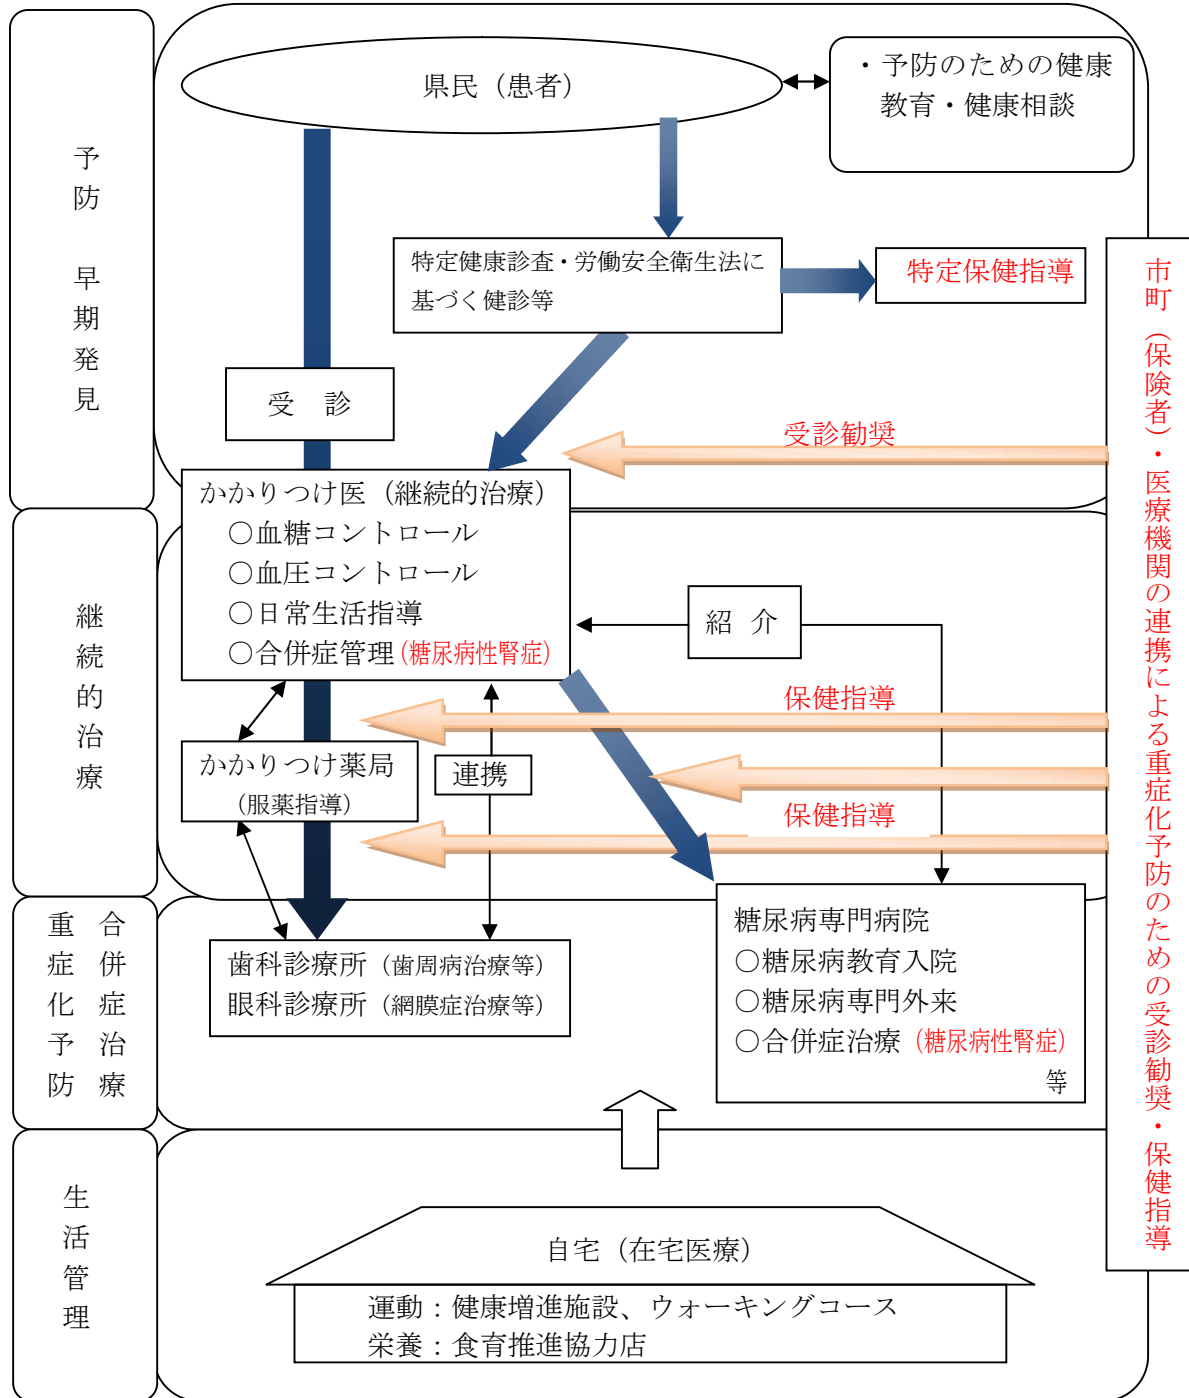 予防　早期発見
県民（患者）
・予防のための健康
教育・健康相談
特定健康診査・労働安全衛生法に
基づく健診等
特定保健指導
受　診
受診勧奨
市町（保険者）・医療機関の連携による重症化予防のための受診勧奨・保健指導
継続的治療
かかりつけ医（継続的治療）
○血糖コントロール
○血圧コントロール
○日常生活指導
○合併症管理（糖尿病性腎症）
紹　介
保健指導
かかりつけ薬局
（服薬指導）
連携
保健指導
合併症治療
重症化予防
歯科診療所（歯周病治療等）
眼科診療所（網膜症治療等）
糖尿病専門病院
○糖尿病教育入院
○糖尿病専門外来
○合併症治療（糖尿病性腎症）
等
生活管理
自宅（在宅医療）
運動：健康増進施設、ウォーキングコース
栄養：食育推進協力店